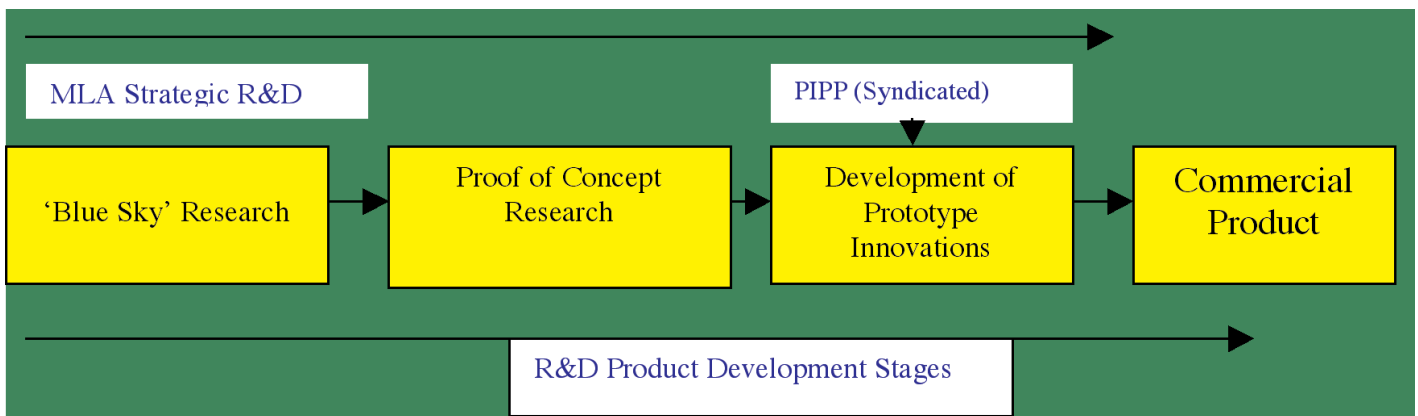 MLA Strategic R&D
PIPP (Syndicated)
‘Blue Sky’ Research
Proof of Concept
Research
Development of
Prototype
Innovations
Commercial
Product
R&D Product Development Stages